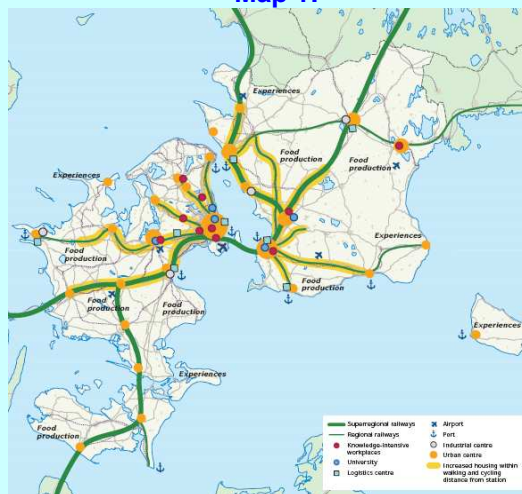 Map
Experiences
Food
production
Food
production
Experiences
Food
production
Food
production
Food
production
Food
production
Experiences
Experiences
Food
production
Superregional railways
Regional railways
Knowledge-intensive
workplaces
University
Logistics centre
Airport
Port
Industrial centre
Urban centre
Increased housing within
walking and cycling
distance from station